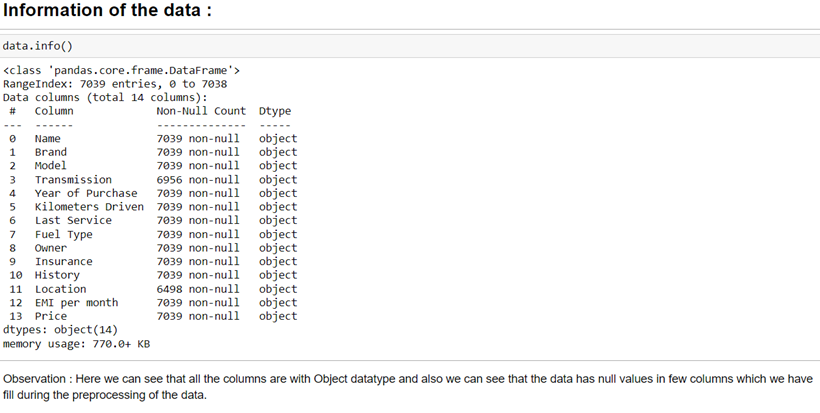 Information of the data :
data.info()
<class 'pandas.core.frame.DataFrame'>
RangeIndex: 7039 entries, 0 to 7038
Data columns (total 14 columns):
 #   Column             Non-Null Count  Dtype
---  ------             --------------  -----
 0   Name               7039 non-null   object
 1   Brand              7039 non-null   object
 2   Model              7039 non-null   object
 3   Transmission       6956 non-null   object
 4   Year of Purchase   7039 non-null   object
 5   Kilometers Driven  7039 non-null   object
 6   Last Service       7039 non-null   object
 7   Fuel Type          7039 non-null   object
 8   Owner              7039 non-null   object
 9   Insurance          7039 non-null   object
 10  History            7039 non-null   object
 11  Location           6498 non-null   object
 12  EMI per month      7039 non-null   object
 13  Price              7039 non-null   object
dtypes: object(14)
memory usage: 770.0+ KB
Observation : Here we can see that all the columns are with Object datatype and also we can see that the data has null values in few columns which we have
fill during the preprocessing of the data.